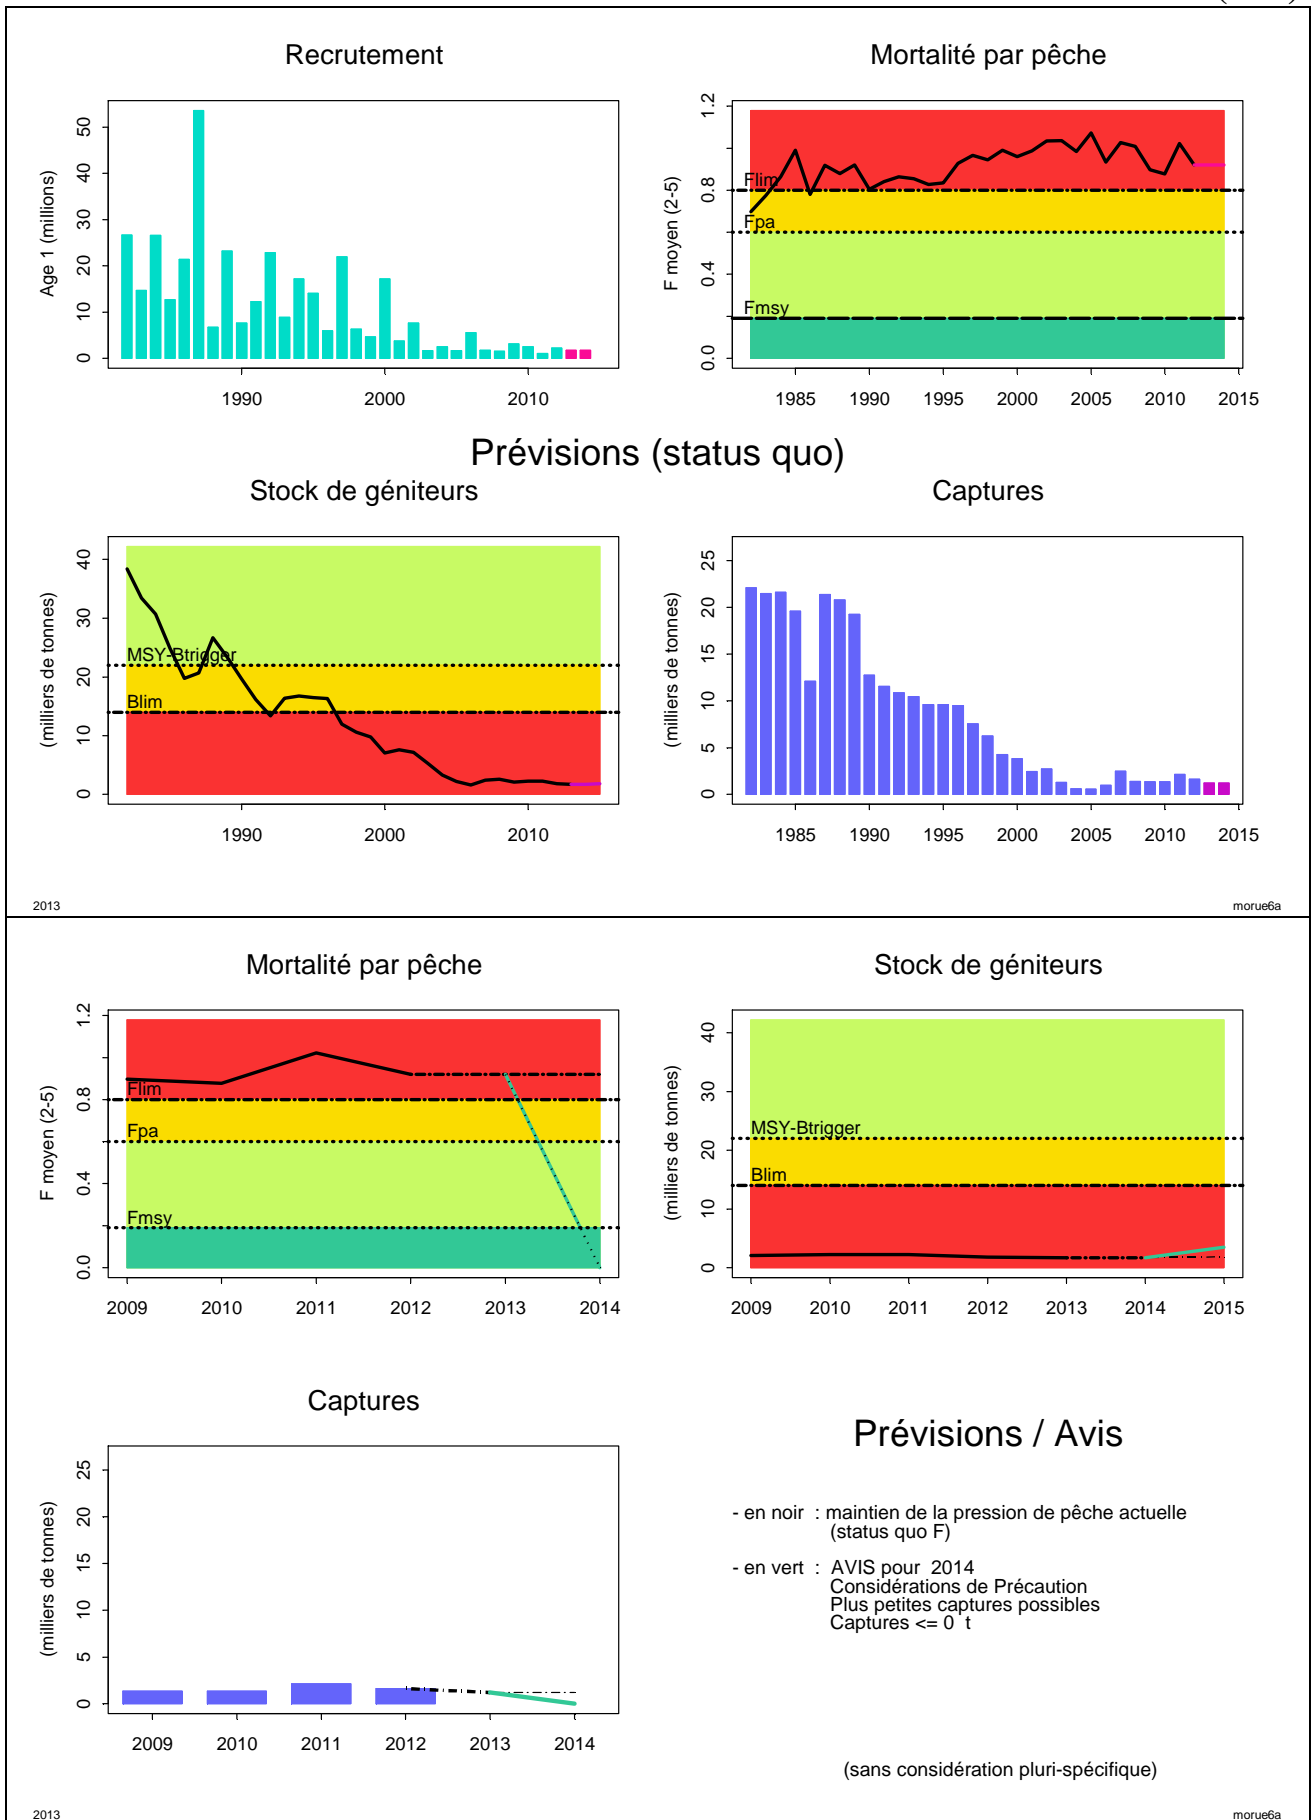 Recrutement
Age 1 (millions)
0 10 20 30 40 50
1990 2000 2010
Mortalité par pêche
F moyen (2-5)
0.0 0.4 0.8 1.2
Flim
Fpa
Fmsy
1985 1990 1995 2000 2005 2010 2015
Prévisions (status quo)
Stock de géniteurs
(milliers de tonnes)
0 10 20 30 40
MSY-Btrigger
Blim
1990 2000 2010
Captures
(milliers de tonnes)
0 5 10 15 20 25
1985 1990 1995 2000 2005 2010 2015
2013
morue6a
Mortalité par pêche
F moyen (2-5)
0.0 0.4 0.8 1.2
Flim
Fpa
Fmsy
2009 2010 2011 2012 2013 2014
Stock de géniteurs
(milliers de tonnes)
0 10 20 30 40
MSY-Btrigger
Blim
2009 2010 2011 2012 2013 2014 2015
Captures
(milliers de tonnes)
0 5 10 15 20 25
2009 2010 2011 2012 2013 2014
Prévisions / Avis
- en noir : maintien de la pression de pêche actuelle
(status quo F)
- en vert : AVIS pour 2014
Considérations de Précaution
Plus petites captures possibles
Captures <= 0 t
(sans considération pluri-spécifique)
2013
morue6a